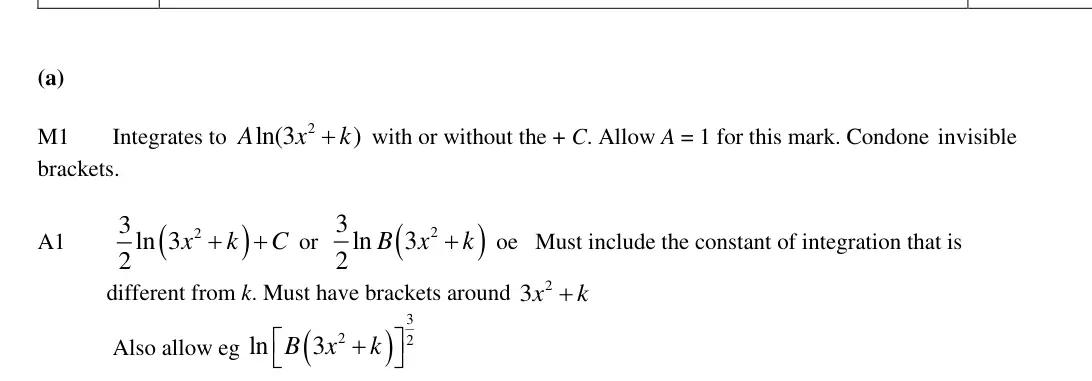 (a)
M1 Integrates to A ln(3x² + k) with or without the + C. Allow A = 1 for this mark. Condone invisible
brackets.
A1 3/2 ln(3x² + k) + C or 3/2 ln B(3x² + k) oe Must include the constant of integration that is
different from k. Must have brackets around 3x² + k
Also allow eg ln[B(3x² + k)]^(3/2)